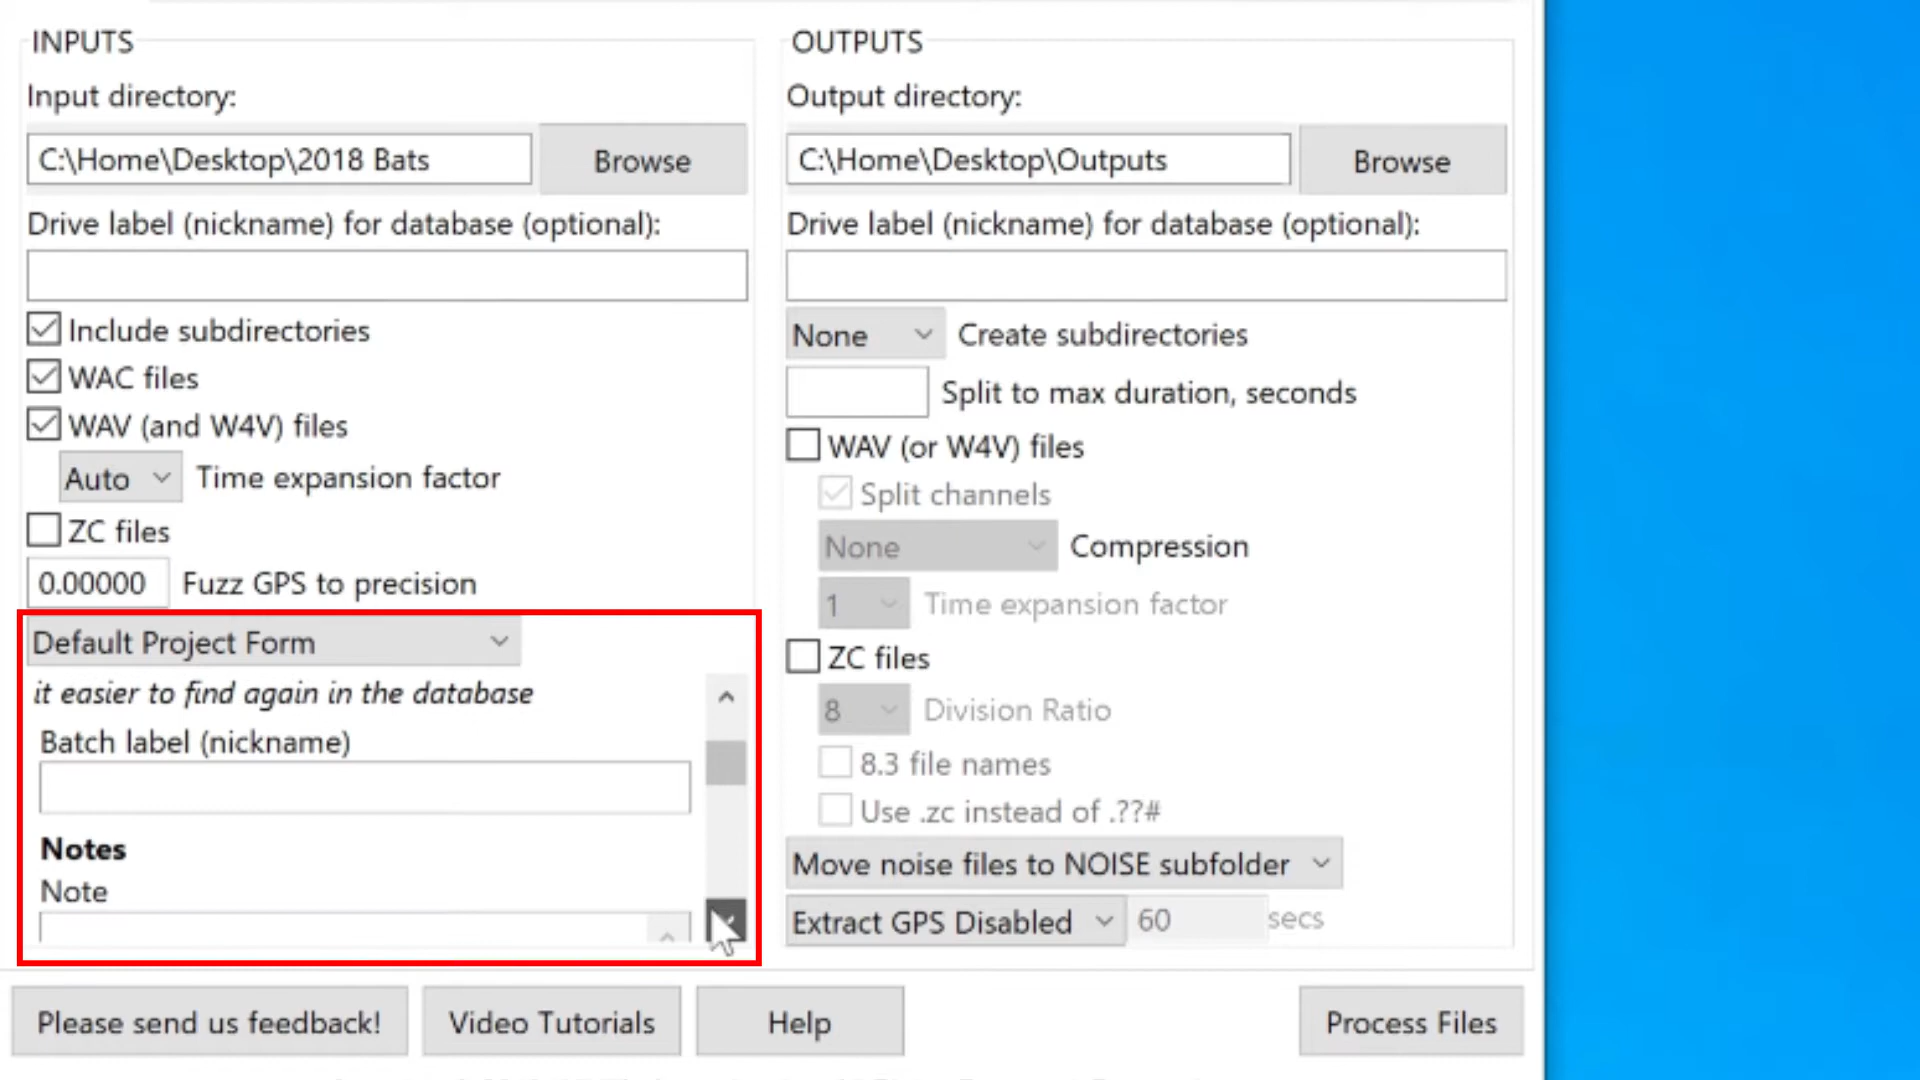 INPUTS
Input directory:
C:\Home\Desktop\2018 Bats
Browse
Drive label (nickname) for database (optional):
Include subdirectories
WAC files
WAV (and W4V) files
Auto
Time expansion factor
ZC files
0.00000
Fuzz GPS to precision
Default Project Form
it easier to find again in the database
Batch label (nickname)
Notes
Note
OUTPUTS
Output directory:
C:\Home\Desktop\Outputs
Browse
Drive label (nickname) for database (optional):
None
Create subdirectories
Split to max duration, seconds
WAV (or W4V) files
Split channels
None
Compression
1
Time expansion factor
ZC files
8
Division Ratio
8.3 file names
Use .zc instead of .??#
Move noise files to NOISE subfolder
Extract GPS Disabled
60
secs
Please send us feedback!
Video Tutorials
Help
Process Files